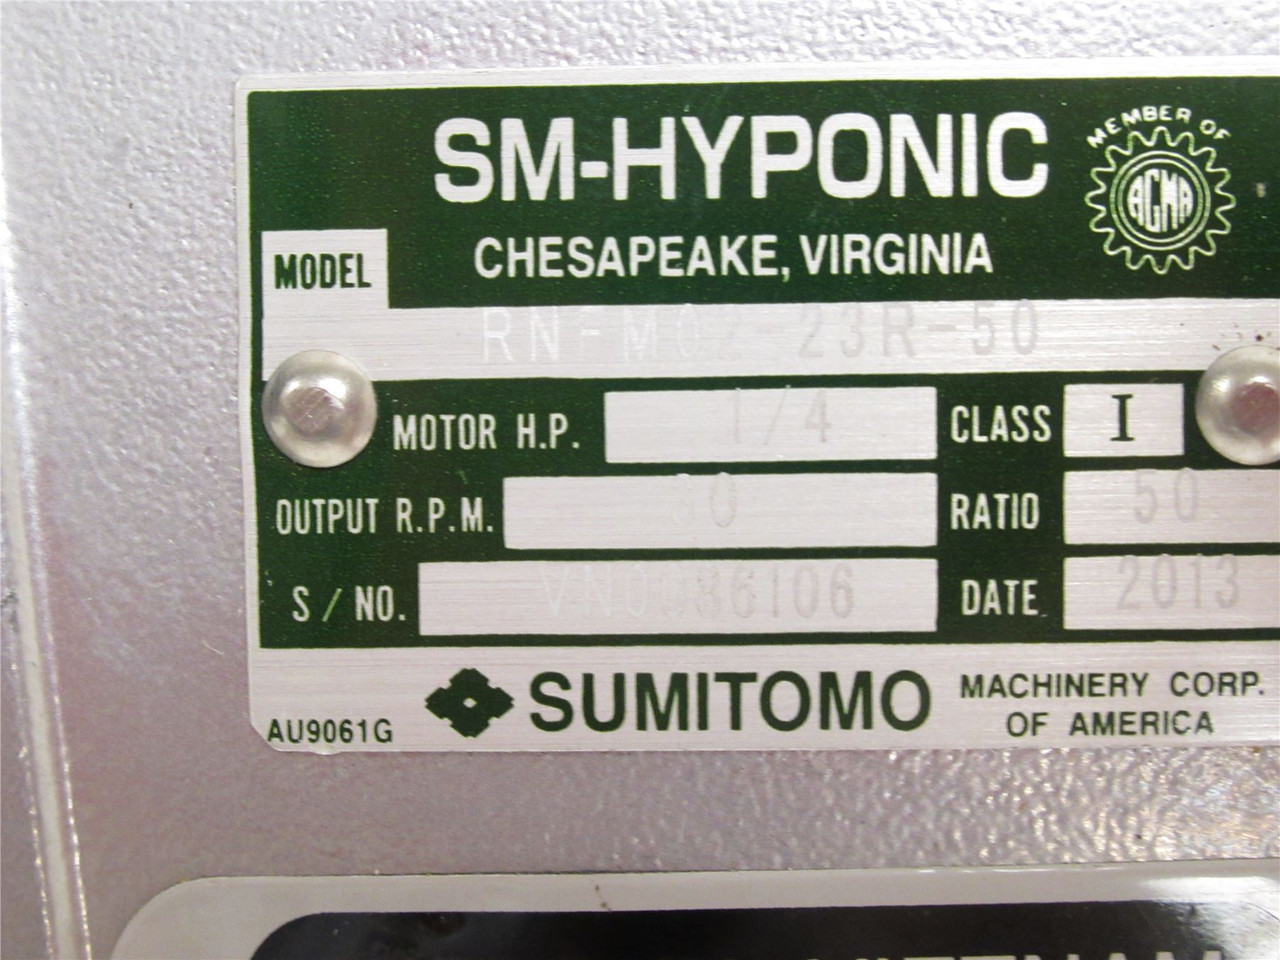 SM-HYPONIC
MEMBER OF
AGMA
CHESAPEAKE, VIRGINIA
MODEL
RNFM02-23R-50
MOTOR H.P. 1/4 CLASS I
OUTPUT R.P.M. RATIO 50
S / NO. DATE 2013
AU9061G
SUMITOMO MACHINERY CORP.
OF AMERICA